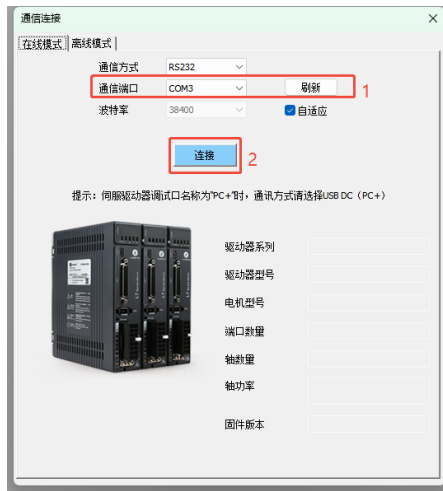 通信连接
在线模式 离线模式
通信方式 RS232
通信端口 COM3 刷新 1
波特率 38400 自适应
连接 2
提示：伺服驱动器调试口名称为"PC+"时，通讯方式请选择USB DC（PC+）
驱动器系列
驱动器型号
电机型号
端口数量
轴数量
轴功率
固件版本